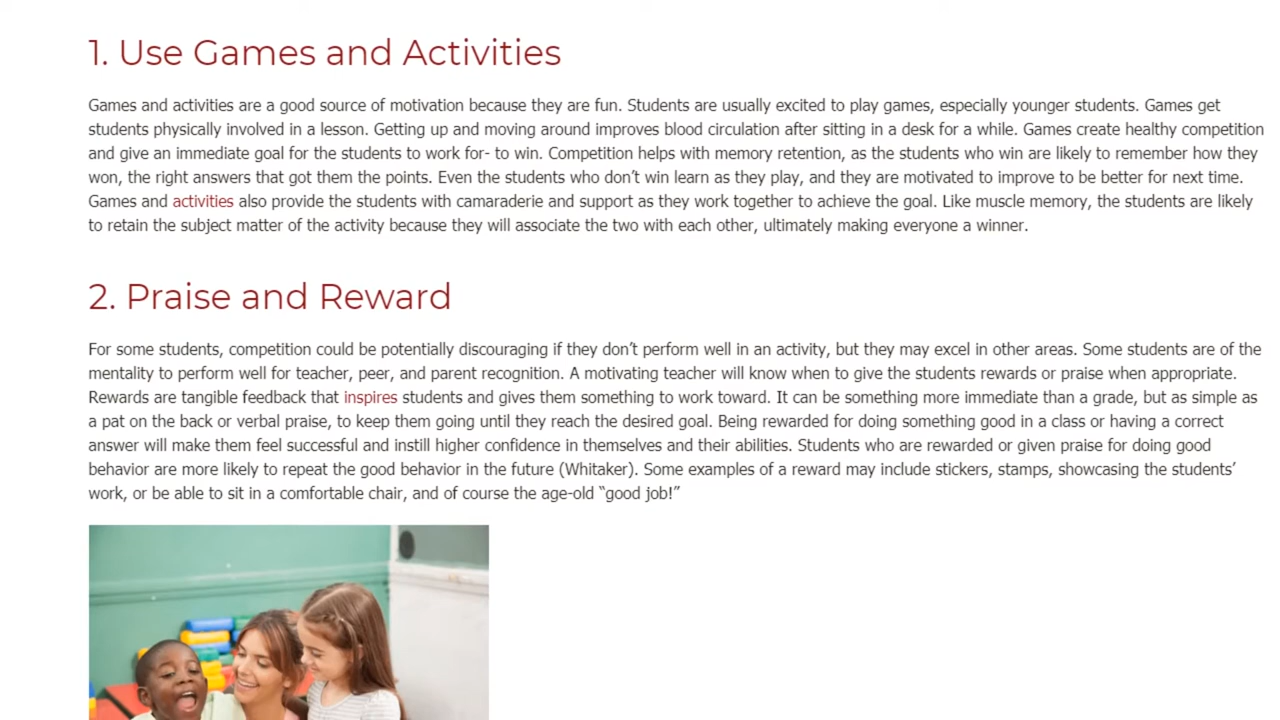 1. Use Games and Activities
Games and activities are a good source of motivation because they are fun. Students are usually excited to play games, especially younger students. Games get
students physically involved in a lesson. Getting up and moving around improves blood circulation after sitting in a desk for a while. Games create healthy competition
and give an immediate goal for the students to work for- to win. Competition helps with memory retention, as the students who win are likely to remember how they
won, the right answers that got them the points. Even the students who don’t win learn as they play, and they are motivated to improve to be better for next time.
Games and activities also provide the students with camaraderie and support as they work together to achieve the goal. Like muscle memory, the students are likely
to retain the subject matter of the activity because they will associate the two with each other, ultimately making everyone a winner.
2. Praise and Reward
For some students, competition could be potentially discouraging if they don’t perform well in an activity, but they may excel in other areas. Some students are of the
mentality to perform well for teacher, peer, and parent recognition. A motivating teacher will know when to give the students rewards or praise when appropriate.
Rewards are tangible feedback that inspires students and gives them something to work toward. It can be something more immediate than a grade, but as simple as
a pat on the back or verbal praise, to keep them going until they reach the desired goal. Being rewarded for doing something good in a class or having a correct
answer will make them feel successful and instill higher confidence in themselves and their abilities. Students who are rewarded or given praise for doing good
behavior are more likely to repeat the good behavior in the future (Whitaker). Some examples of a reward may include stickers, stamps, showcasing the students’
work, or be able to sit in a comfortable chair, and of course the age-old “good job!”